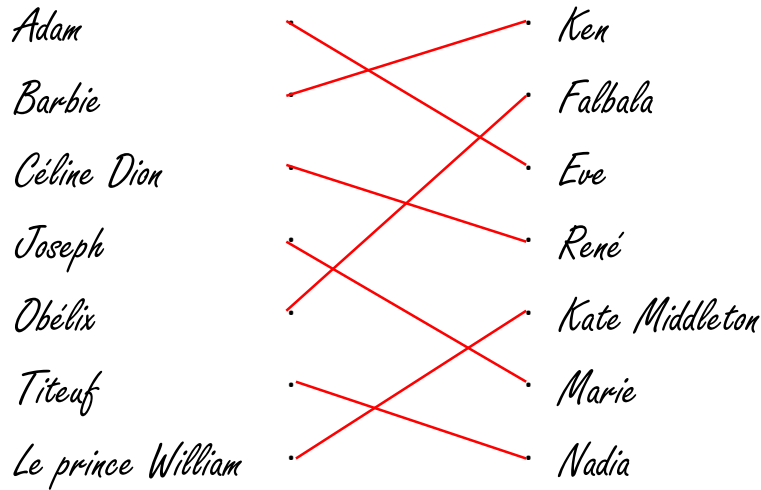 Adam Ken
Barbie Falbala
Céline Dion Eve
Joseph René
Obélix Kate Middleton
Titeuf Marie
Le prince William Nadia